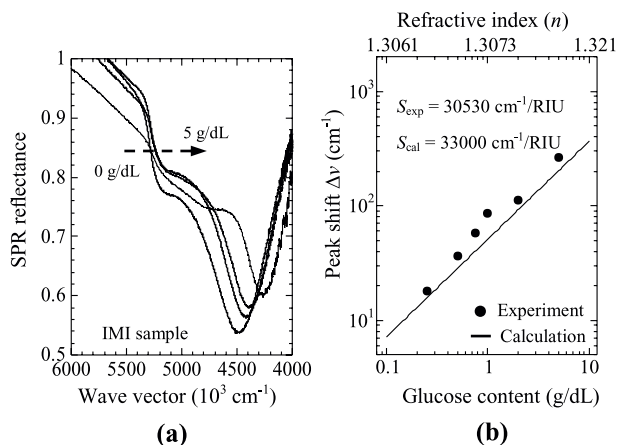 1
0.9
0.8
0.7
0.6
0.5
SPR reflectance
5 g/dL
0 g/dL
IMI sample
6000 5500 5000 4500 4000
Wave vector (10³ cm⁻¹)
(a)
Refractive index (n)
1.3061 1.3073 1.321
10³
10²
10¹
Peak shift Δν (cm⁻¹)
S_exp = 30530 cm⁻¹/RIU
S_cal = 33000 cm⁻¹/RIU
Experiment
Calculation
0.1 1 10
Glucose content (g/dL)
(b)